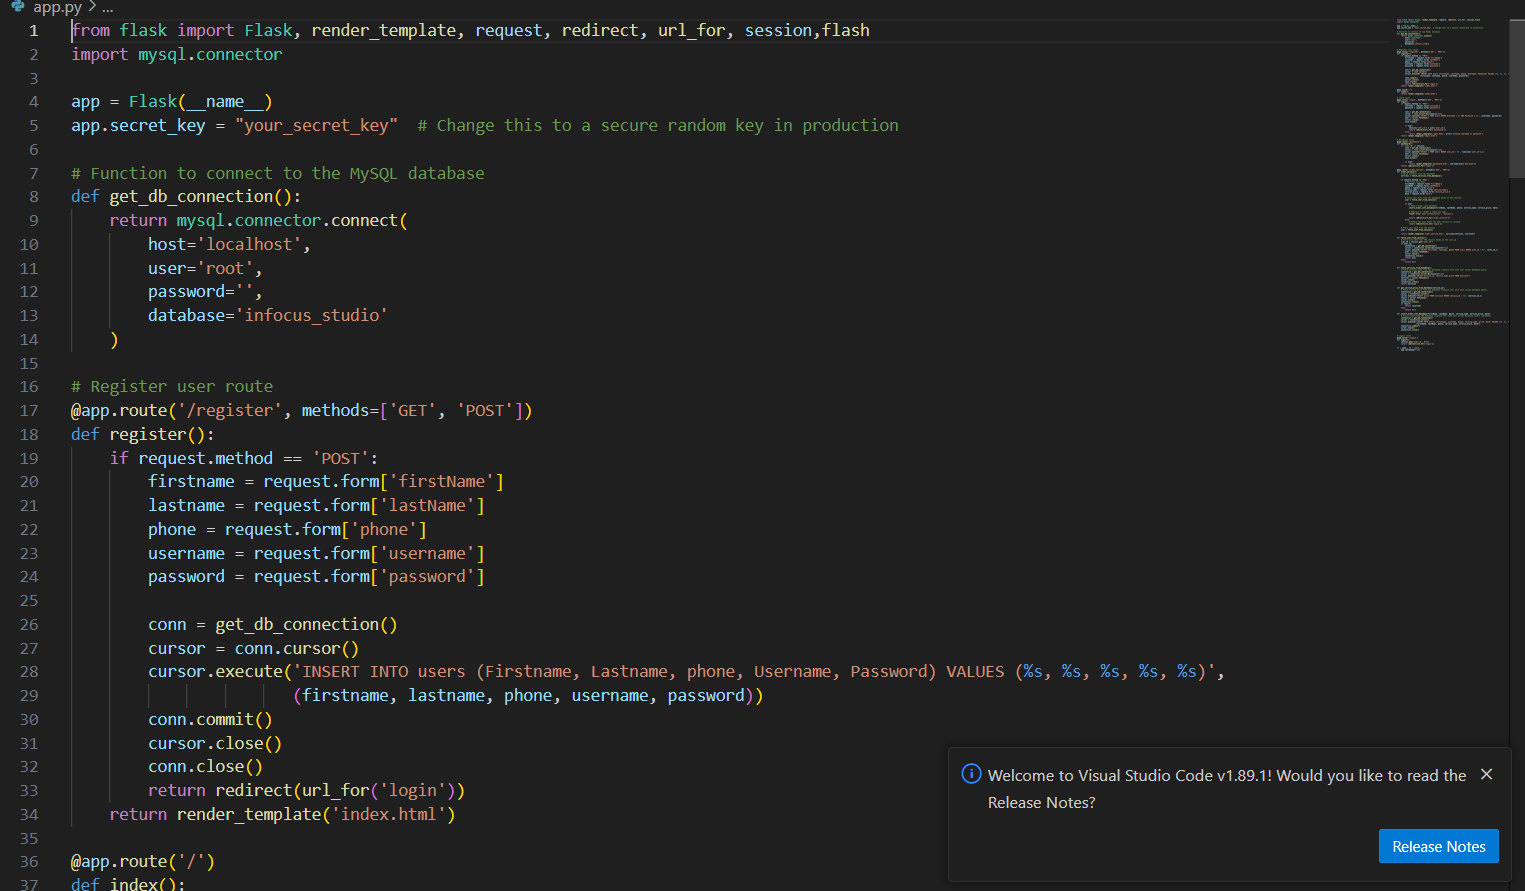 app.py > ...
1 from flask import Flask, render_template, request, redirect, url_for, session,flash
2 import mysql.connector
3
4 app = Flask(__name__)
5 app.secret_key = "your_secret_key"  # Change this to a secure random key in production
6
7 # Function to connect to the MySQL database
8 def get_db_connection():
9     return mysql.connector.connect(
10         host='localhost',
11         user='root',
12         password='',
13         database='infocus_studio'
14     )
15
16 # Register user route
17 @app.route('/register', methods=['GET', 'POST'])
18 def register():
19     if request.method == 'POST':
20         firstname = request.form['firstName']
21         lastname = request.form['lastName']
22         phone = request.form['phone']
23         username = request.form['username']
24         password = request.form['password']
25
26         conn = get_db_connection()
27         cursor = conn.cursor()
28         cursor.execute('INSERT INTO users (Firstname, Lastname, phone, Username, Password) VALUES (%s, %s, %s, %s, %s)',
29                        (firstname, lastname, phone, username, password))
30         conn.commit()
31         cursor.close()
32         conn.close()
33         return redirect(url_for('login'))
34     return render_template('index.html')
35
36 @app.route('/')
37 def index():
Welcome to Visual Studio Code v1.89.1! Would you like to read the
Release Notes?
Release Notes